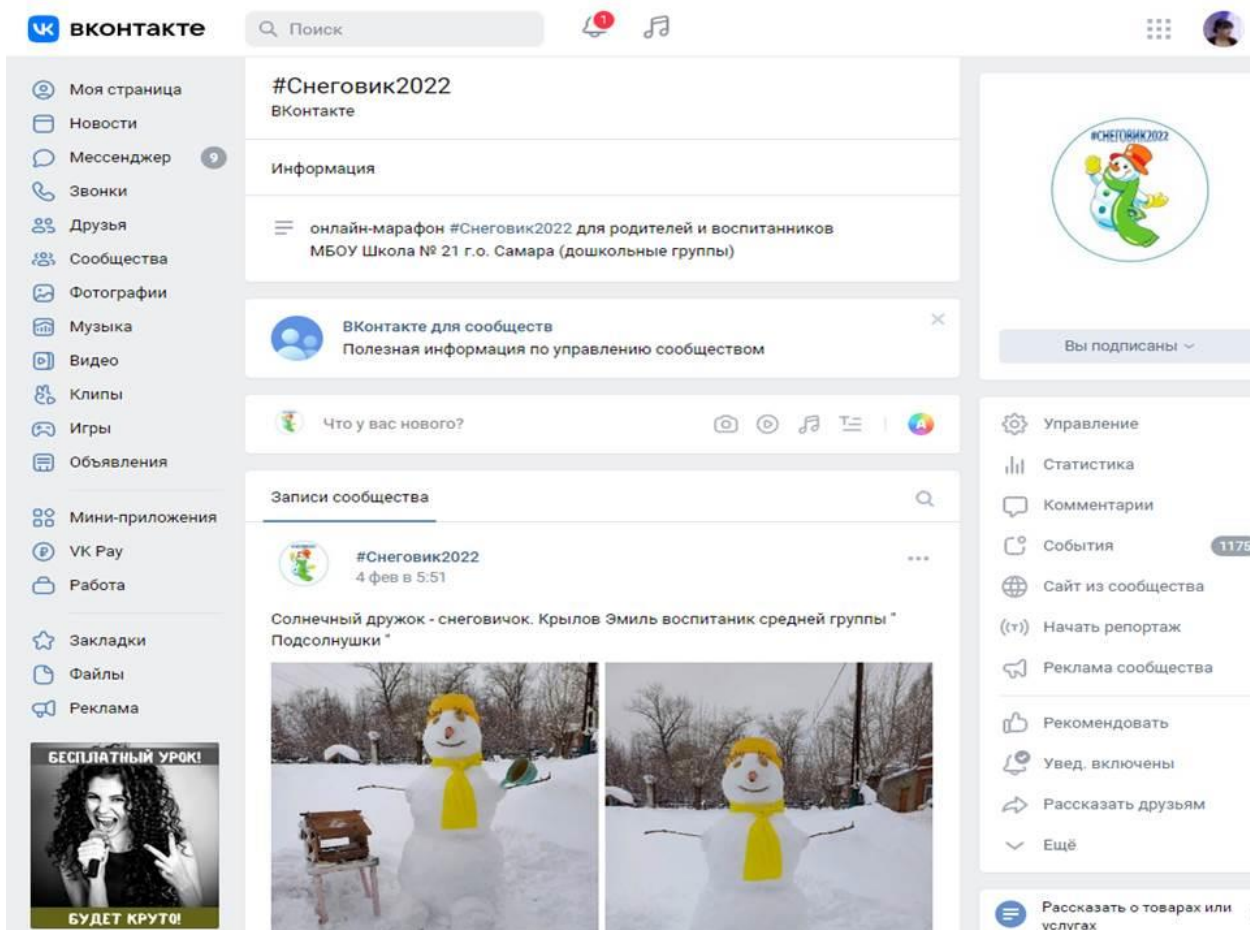 вконтакте
Поиск
1
Моя страница
Новости
Мессенджер 9
Звонки
Друзья
Сообщества
Фотографии
Музыка
Видео
Клипы
Игры
Объявления
Мини-приложения
VK Pay
Работа
Закладки
Файлы
Реклама
БЕСПЛАТНЫЙ УРОК!
БУДЕТ КРУТО!
#Снеговик2022
ВКонтакте
Информация
онлайн-марафон #Снеговик2022 для родителей и воспитанников
МБОУ Школа № 21 г.о. Самара (дошкольные группы)
ВКонтакте для сообществ
Полезная информация по управлению сообществом
Что у вас нового?
Записи сообщества
#Снеговик2022
4 фев в 5:51
Солнечный дружок - снеговичок. Крылов Эмиль воспитаник средней группы "
Подсолнушки "
#СНЕГОВИК2022
Вы подписаны
Управление
Статистика
Комментарии
События 1175
Сайт из сообщества
Начать репортаж
Реклама сообщества
Рекомендовать
Увед. включены
Рассказать друзьям
Ещё
Рассказать о товарах или
услугах